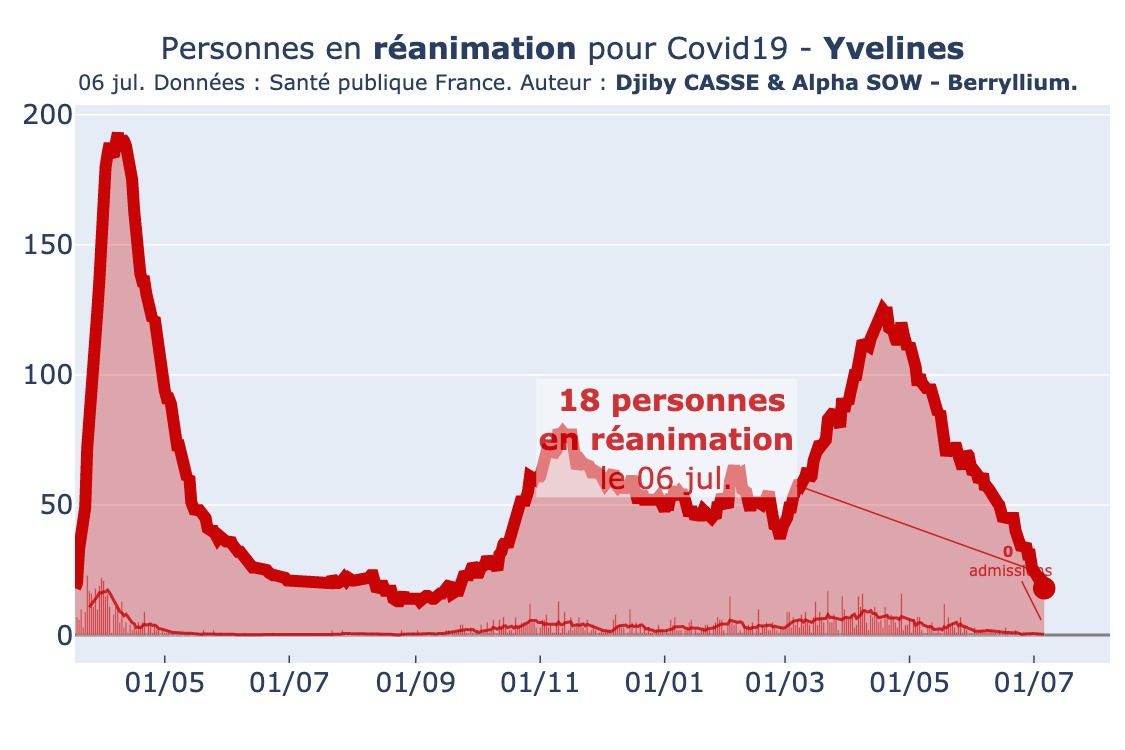 Personnes en réanimation pour Covid19 - Yvelines
06 jul. Données : Santé publique France. Auteur : Djiby CASSE & Alpha SOW - Berryllium.
200
150
100
50
0
18 personnes
en réanimation
le 06 jul.
0
admissions
01/05 01/07 01/09 01/11 01/01 01/03 01/05 01/07